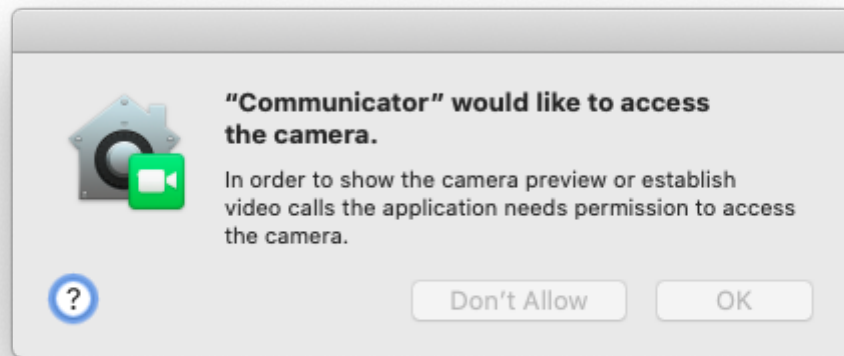 “Communicator” would like to access
the camera.
In order to show the camera preview or establish
video calls the application needs permission to access
the camera.
?
Don't Allow
OK